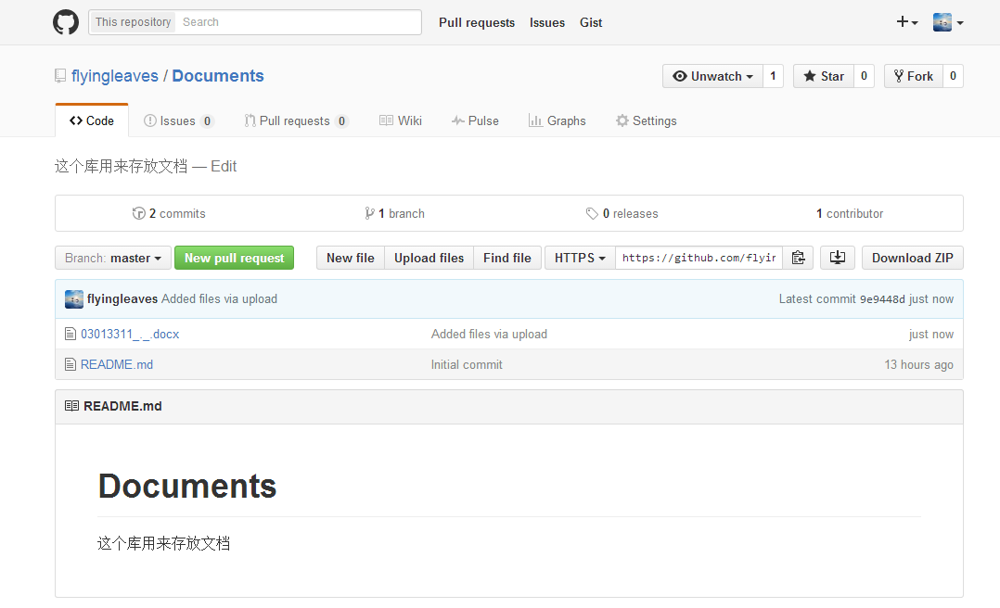 This repository Search Pull requests Issues Gist
flyingleaves / Documents Unwatch 1 Star 0 Fork 0
Code Issues 0 Pull requests 0 Wiki Pulse Graphs Settings
这个库用来存放文档 — Edit
2 commits 1 branch 0 releases 1 contributor
Branch: master New pull request New file Upload files Find file HTTPS https://github.com/flyin Download ZIP
flyingleaves Added files via upload Latest commit 9e9448d just now
03013311_._.docx Added files via upload just now
README.md Initial commit 13 hours ago
README.md
Documents
这个库用来存放文档